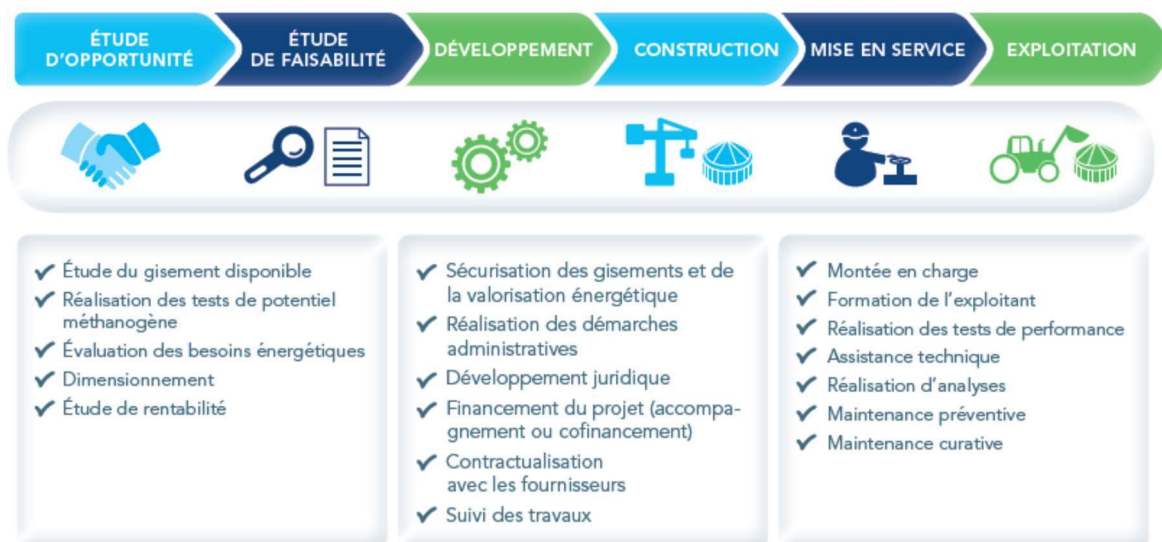 ÉTUDE
D'OPPORTUNITÉ
ÉTUDE
DE FAISABILITÉ
DÉVELOPPEMENT
CONSTRUCTION
MISE EN SERVICE
EXPLOITATION
Étude du gisement disponible
Réalisation des tests de potentiel
méthanogène
Évaluation des besoins énergétiques
Dimensionnement
Étude de rentabilité
Sécurisation des gisements et de
la valorisation énergétique
Réalisation des démarches
administratives
Développement juridique
Financement du projet (accompa-
gnement ou cofinancement)
Contractualisation
avec les fournisseurs
Suivi des travaux
Montée en charge
Formation de l'exploitant
Réalisation des tests de performance
Assistance technique
Réalisation d'analyses
Maintenance préventive
Maintenance curative